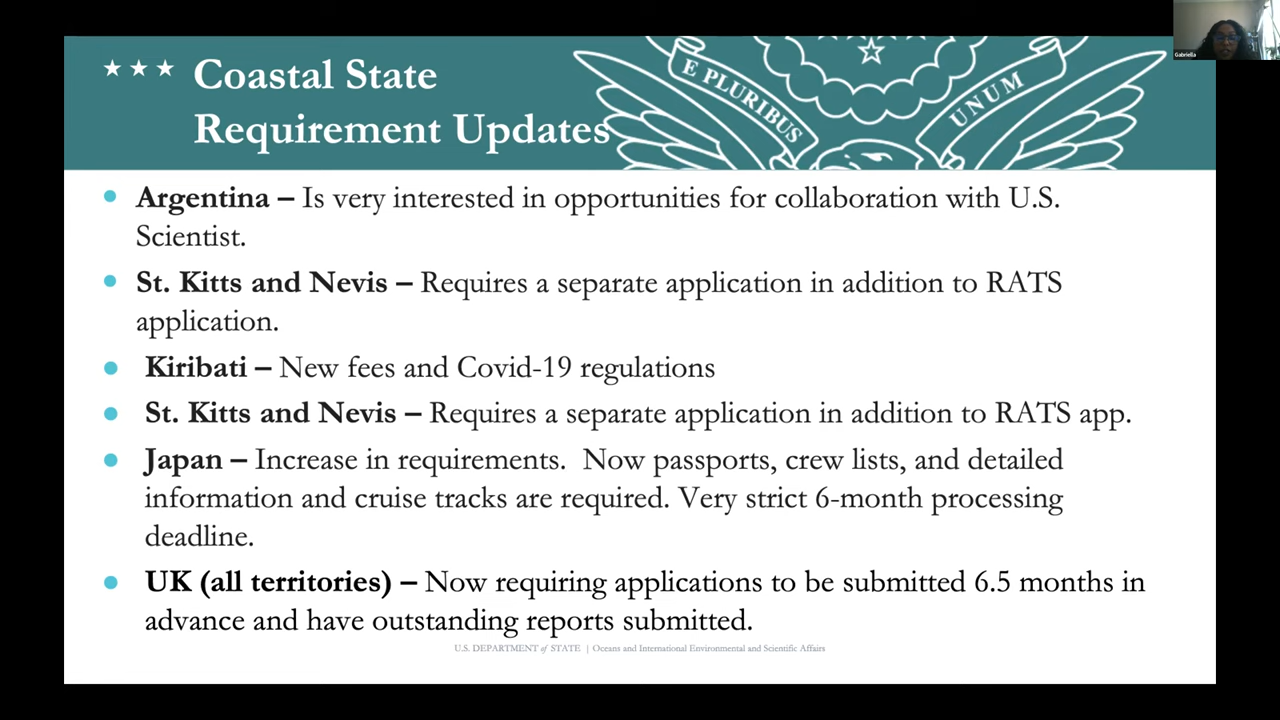 Gabriella
★ ★ ★ Coastal State
Requirement Updates
E PLURIBUS
UNUM
• Argentina – Is very interested in opportunities for collaboration with U.S.
Scientist.
• St. Kitts and Nevis – Requires a separate application in addition to RATS
application.
• Kiribati – New fees and Covid-19 regulations
• St. Kitts and Nevis – Requires a separate application in addition to RATS app.
• Japan – Increase in requirements.  Now passports, crew lists, and detailed
information and cruise tracks are required. Very strict 6-month processing
deadline.
• UK (all territories) – Now requiring applications to be submitted 6.5 months in
advance and have outstanding reports submitted.
U.S. DEPARTMENT of STATE | Oceans and International Environmental and Scientific Affairs